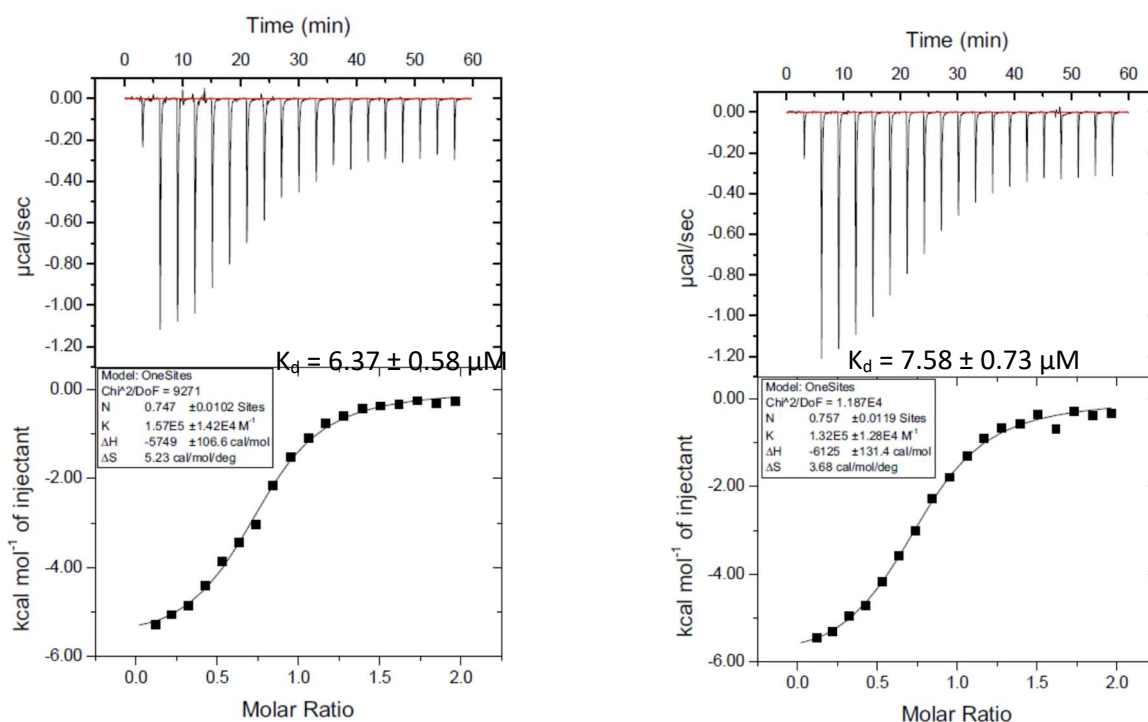 Time (min)
0 10 20 30 40 50 60
0.00
-0.20
-0.40
-0.60
-0.80
-1.00
-1.20
µcal/sec
K_d = 6.37 ± 0.58 µM
Model: OneSites
Chi^2/DoF = 9271
N 0.747 ±0.0102 Sites
K 1.57E5 ±1.42E4 M⁻¹
ΔH -5749 ±106.6 cal/mol
ΔS 5.23 cal/mol/deg
0.00
-2.00
-4.00
-6.00
kcal mol⁻¹ of injectant
0.0 0.5 1.0 1.5 2.0
Molar Ratio
Time (min)
0 10 20 30 40 50 60
0.00
-0.20
-0.40
-0.60
-0.80
-1.00
-1.20
µcal/sec
K_d = 7.58 ± 0.73 µM
Model: OneSites
Chi^2/DoF = 1.187E4
N 0.757 ±0.0119 Sites
K 1.32E5 ±1.28E4 M⁻¹
ΔH -6125 ±131.4 cal/mol
ΔS 3.68 cal/mol/deg
0.00
-2.00
-4.00
-6.00
kcal mol⁻¹ of injectant
0.0 0.5 1.0 1.5 2.0
Molar Ratio